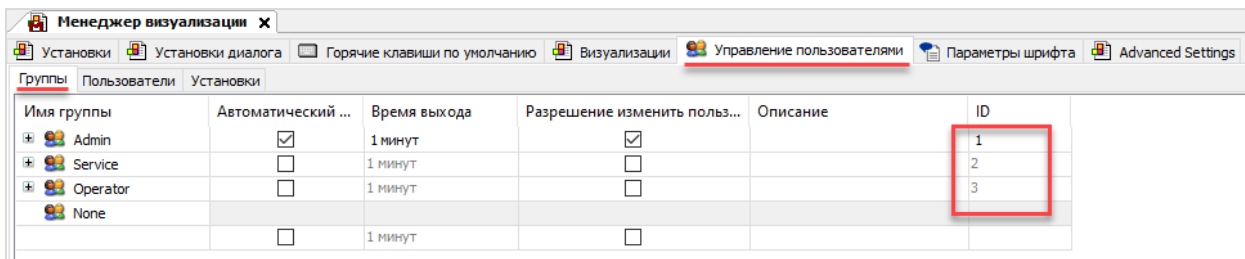 Менеджер визуализации x
Установки Установки диалога Горячие клавиши по умолчанию Визуализации Управление пользователями Параметры шрифта Advanced Settings
Группы Пользователи Установки
Имя группы Автоматический ... Время выхода Разрешение изменить польз... Описание ID
Admin 1 минут 1
Service 1 минут 2
Operator 1 минут 3
None
1 минут